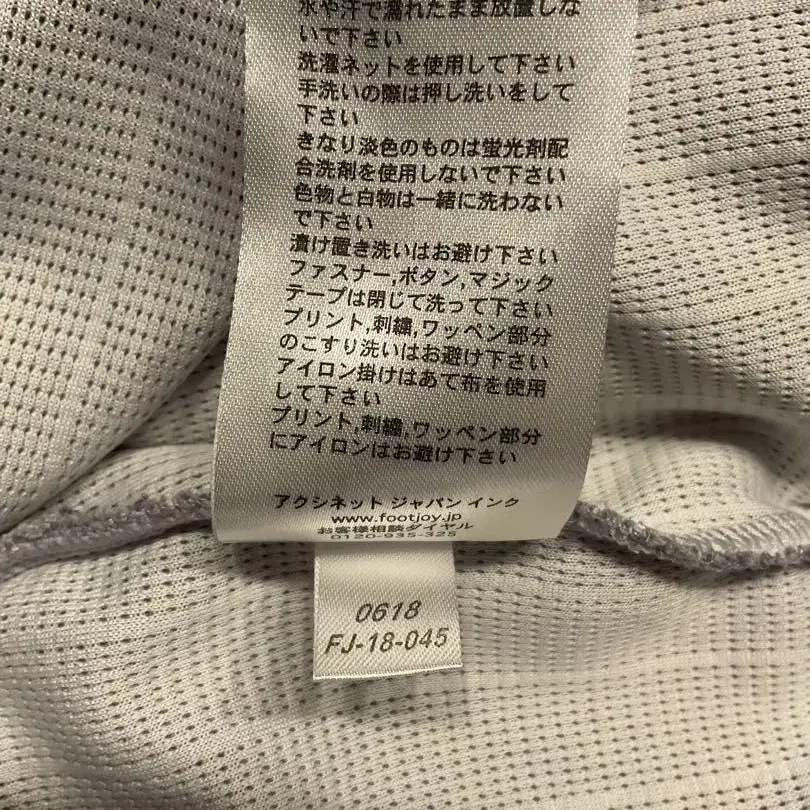 水や汗で濡れたまま放置しな
いで下さい
洗濯ネットを使用して下さい
手洗いの際は押し洗いをして
下さい
きなり淡色のものは蛍光剤配
合洗剤を使用しないで下さい
色物と白物は一緒に洗わない
で下さい
漬け置き洗いはお避け下さい
ファスナー,ボタン,マジック
テープは閉じて洗って下さい
プリント,刺繍,ワッペン部分
のこすり洗いはお避け下さい
アイロン掛けはあて布を使用
して下さい
プリント,刺繍,ワッペン部分
にアイロンはお避け下さい
アクシネット ジャパン インク
www.footjoy.jp
お客様相談ダイヤル
0120-935-325
0618
FJ-18-045